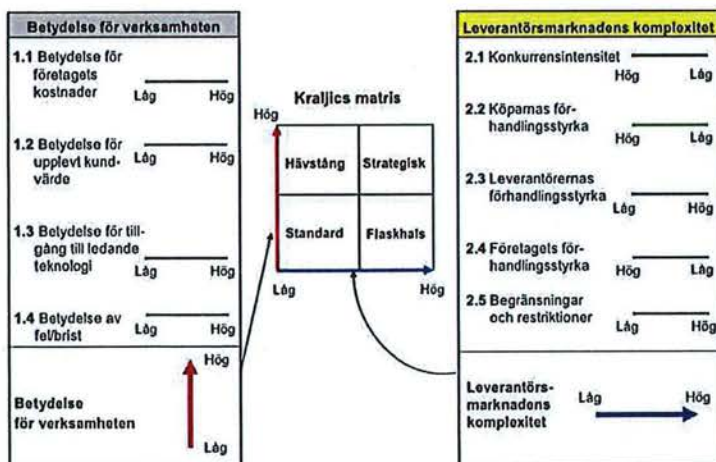 Betydelse för verksamheten
1.1 Betydelse för
företagets
kostnader
Låg Hög
1.2 Betydelse för
upplevt kund-
värde
Låg Hög
1.3 Betydelse för till-
gång till ledande
teknologi
Låg Hög
1.4 Betydelse av
fel/brist
Låg Hög
Hög
Betydelse
för verksamheten
Låg
Kraljics matris
Hög
Hävstång Strategisk
Standard Flaskhals
Låg Hög
Leverantörsmarknadens komplexitet
2.1 Konkurrensintensitet
Hög Låg
2.2 Köparnas för-
handlingsstyrka
Hög Låg
2.3 Leverantörernas
förhandlingsstyrka
Låg Hög
2.4 Företagets för-
handlingsstyrka
Hög Låg
2.5 Begränsningar
och restriktioner
Låg Hög
Leverantörs-
marknadens
komplexitet
Låg Hög